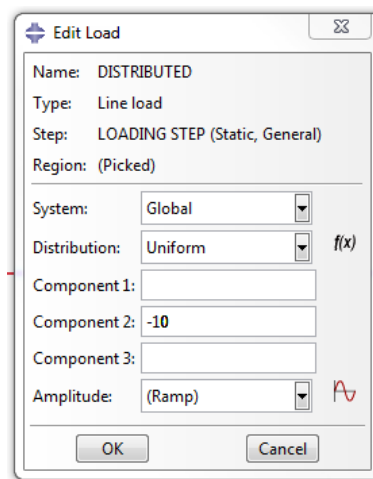 Edit Load
Name: DISTRIBUTED
Type: Line load
Step: LOADING STEP (Static, General)
Region: (Picked)
System: Global
Distribution: Uniform f(x)
Component 1:
Component 2: -10
Component 3:
Amplitude: (Ramp)
OK Cancel